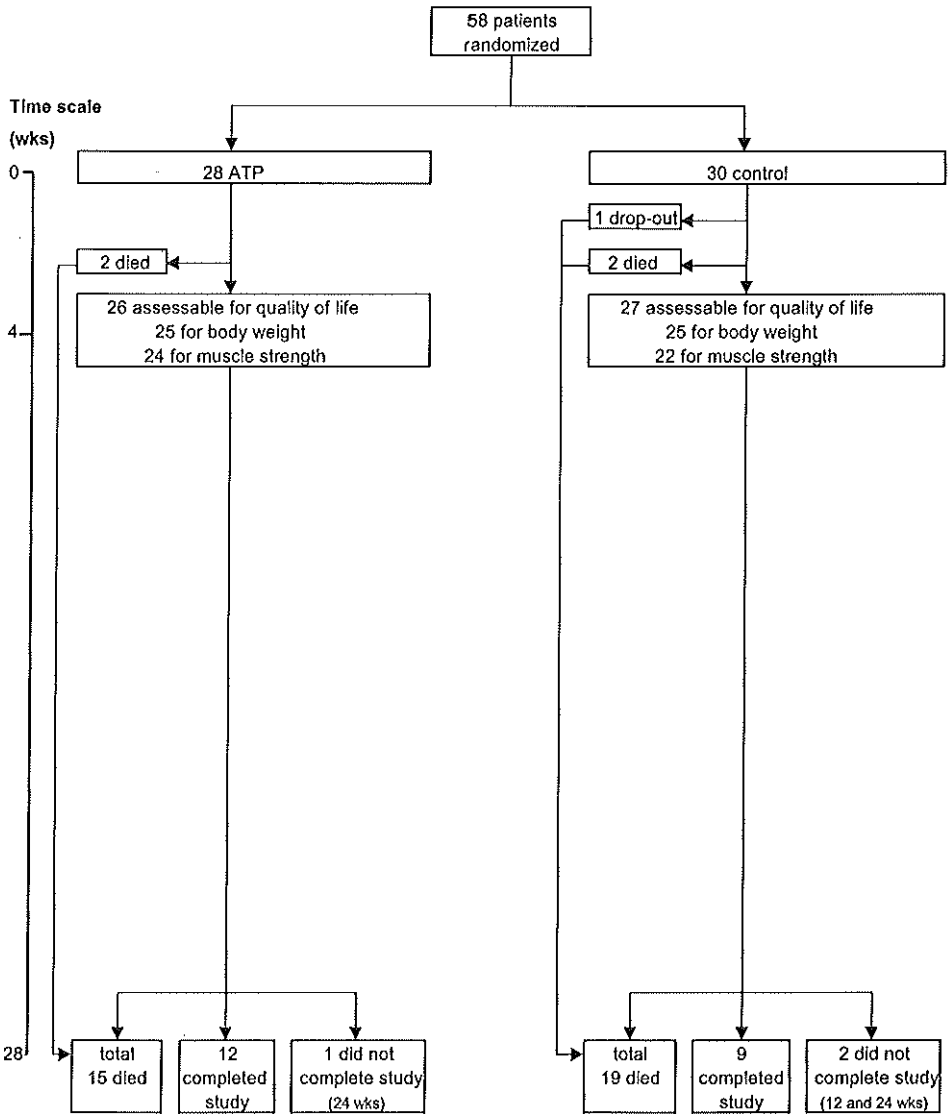 58 patients
randomized
Time scale
(wks)
0
28 ATP
30 control
1 drop-out
2 died
2 died
26 assessable for quality of life
25 for body weight
24 for muscle strength
27 assessable for quality of life
25 for body weight
22 for muscle strength
4
28
total
15 died
12
completed
study
1 did not
complete study
(24 wks)
total
19 died
9
completed
study
2 did not
complete study
(12 and 24 wks)